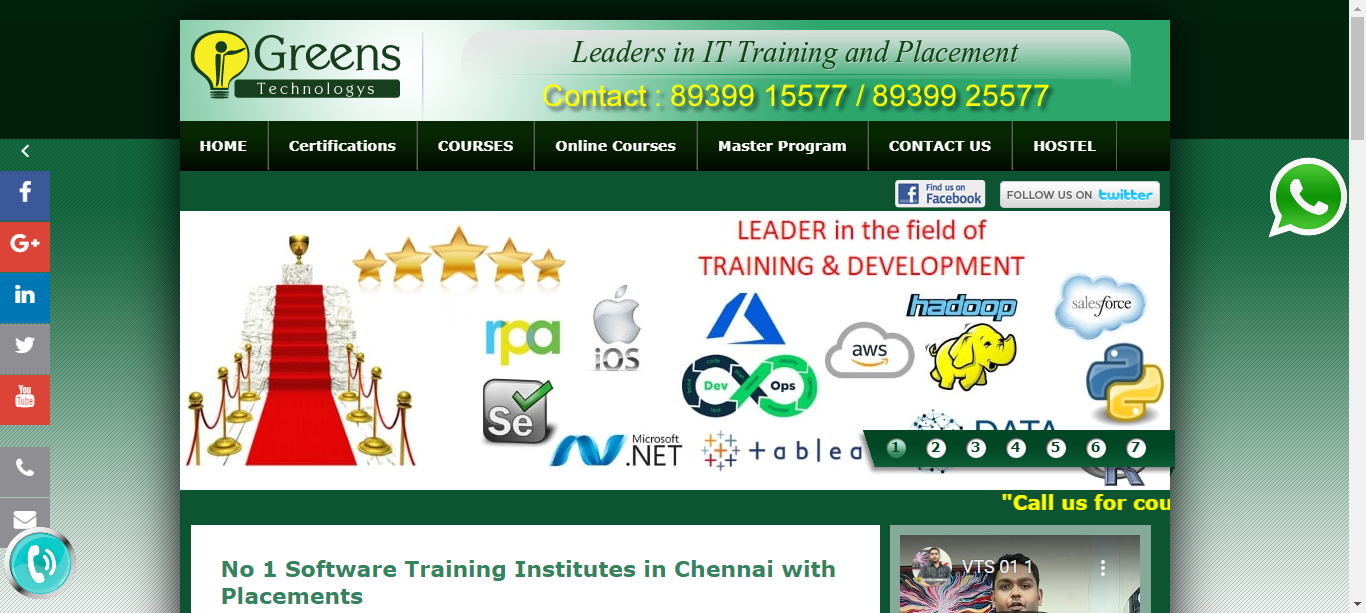 Greens
Technologys
Leaders in IT Training and Placement
Contact : 89399 15577 / 89399 25577
HOME
Certifications
COURSES
Online Courses
Master Program
CONTACT US
HOSTEL
Find us on
Facebook
FOLLOW US ON twitter
f
G+
in
You
Tube
LEADER in the field of
TRAINING & DEVELOPMENT
rpa
iOS
hadoop
salesforce
aws
Dev Ops
Se
Microsoft
.NET
+ a b l e a
DATA
R
1 2 3 4 5 6 7
"Call us for cou
No 1 Software Training Institutes in Chennai with
Placements
VTS 01 1